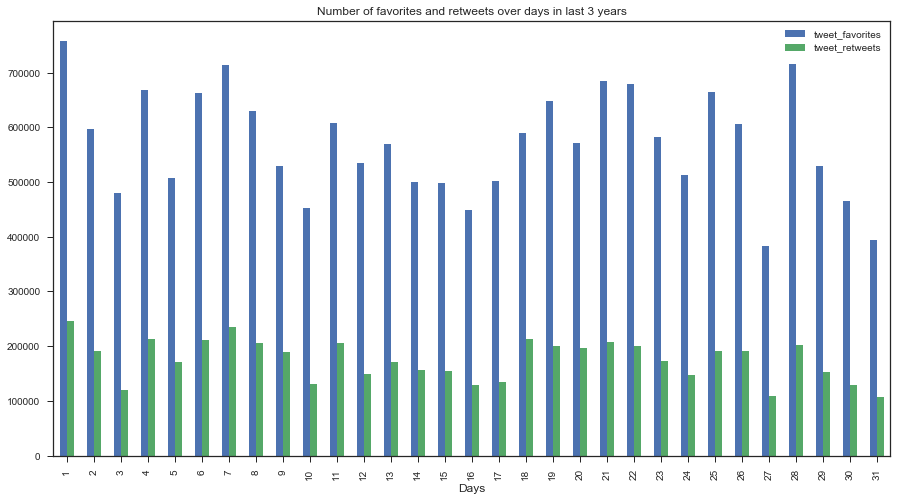 Number of favorites and retweets over days in last 3 years
tweet_favorites
tweet_retweets
700000
600000
500000
400000
300000
200000
100000
0
1 2 3 4 5 6 7 8 9 10 11 12 13 14 15 16 17 18 19 20 21 22 23 24 25 26 27 28 29 30 31
Days